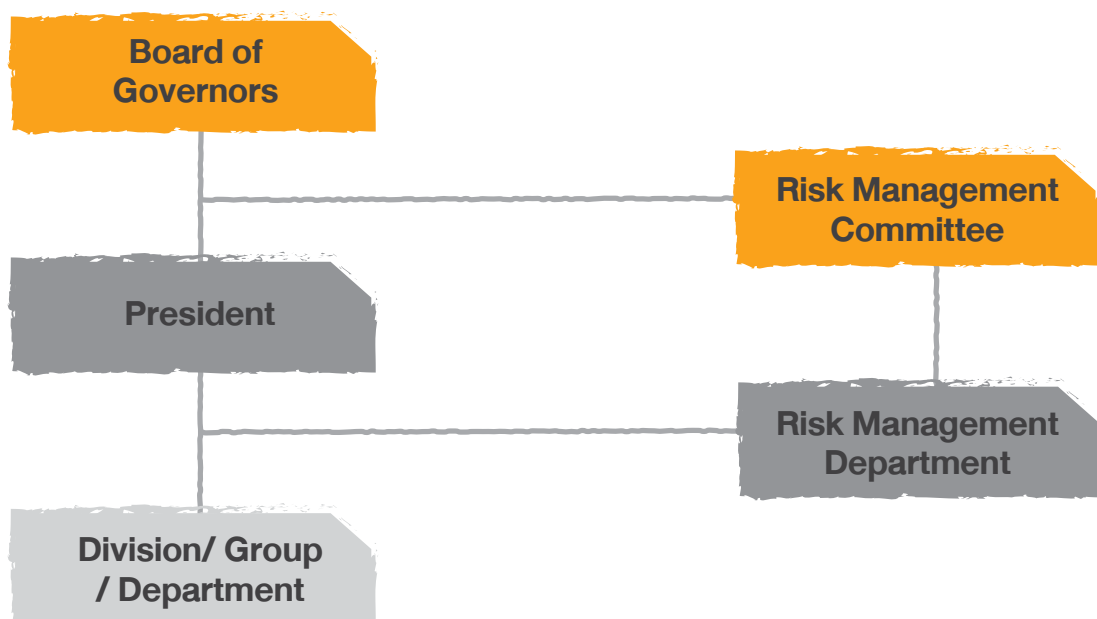 Board of
Governors
Risk Management
Committee
President
Risk Management
Department
Division/ Group
/ Department